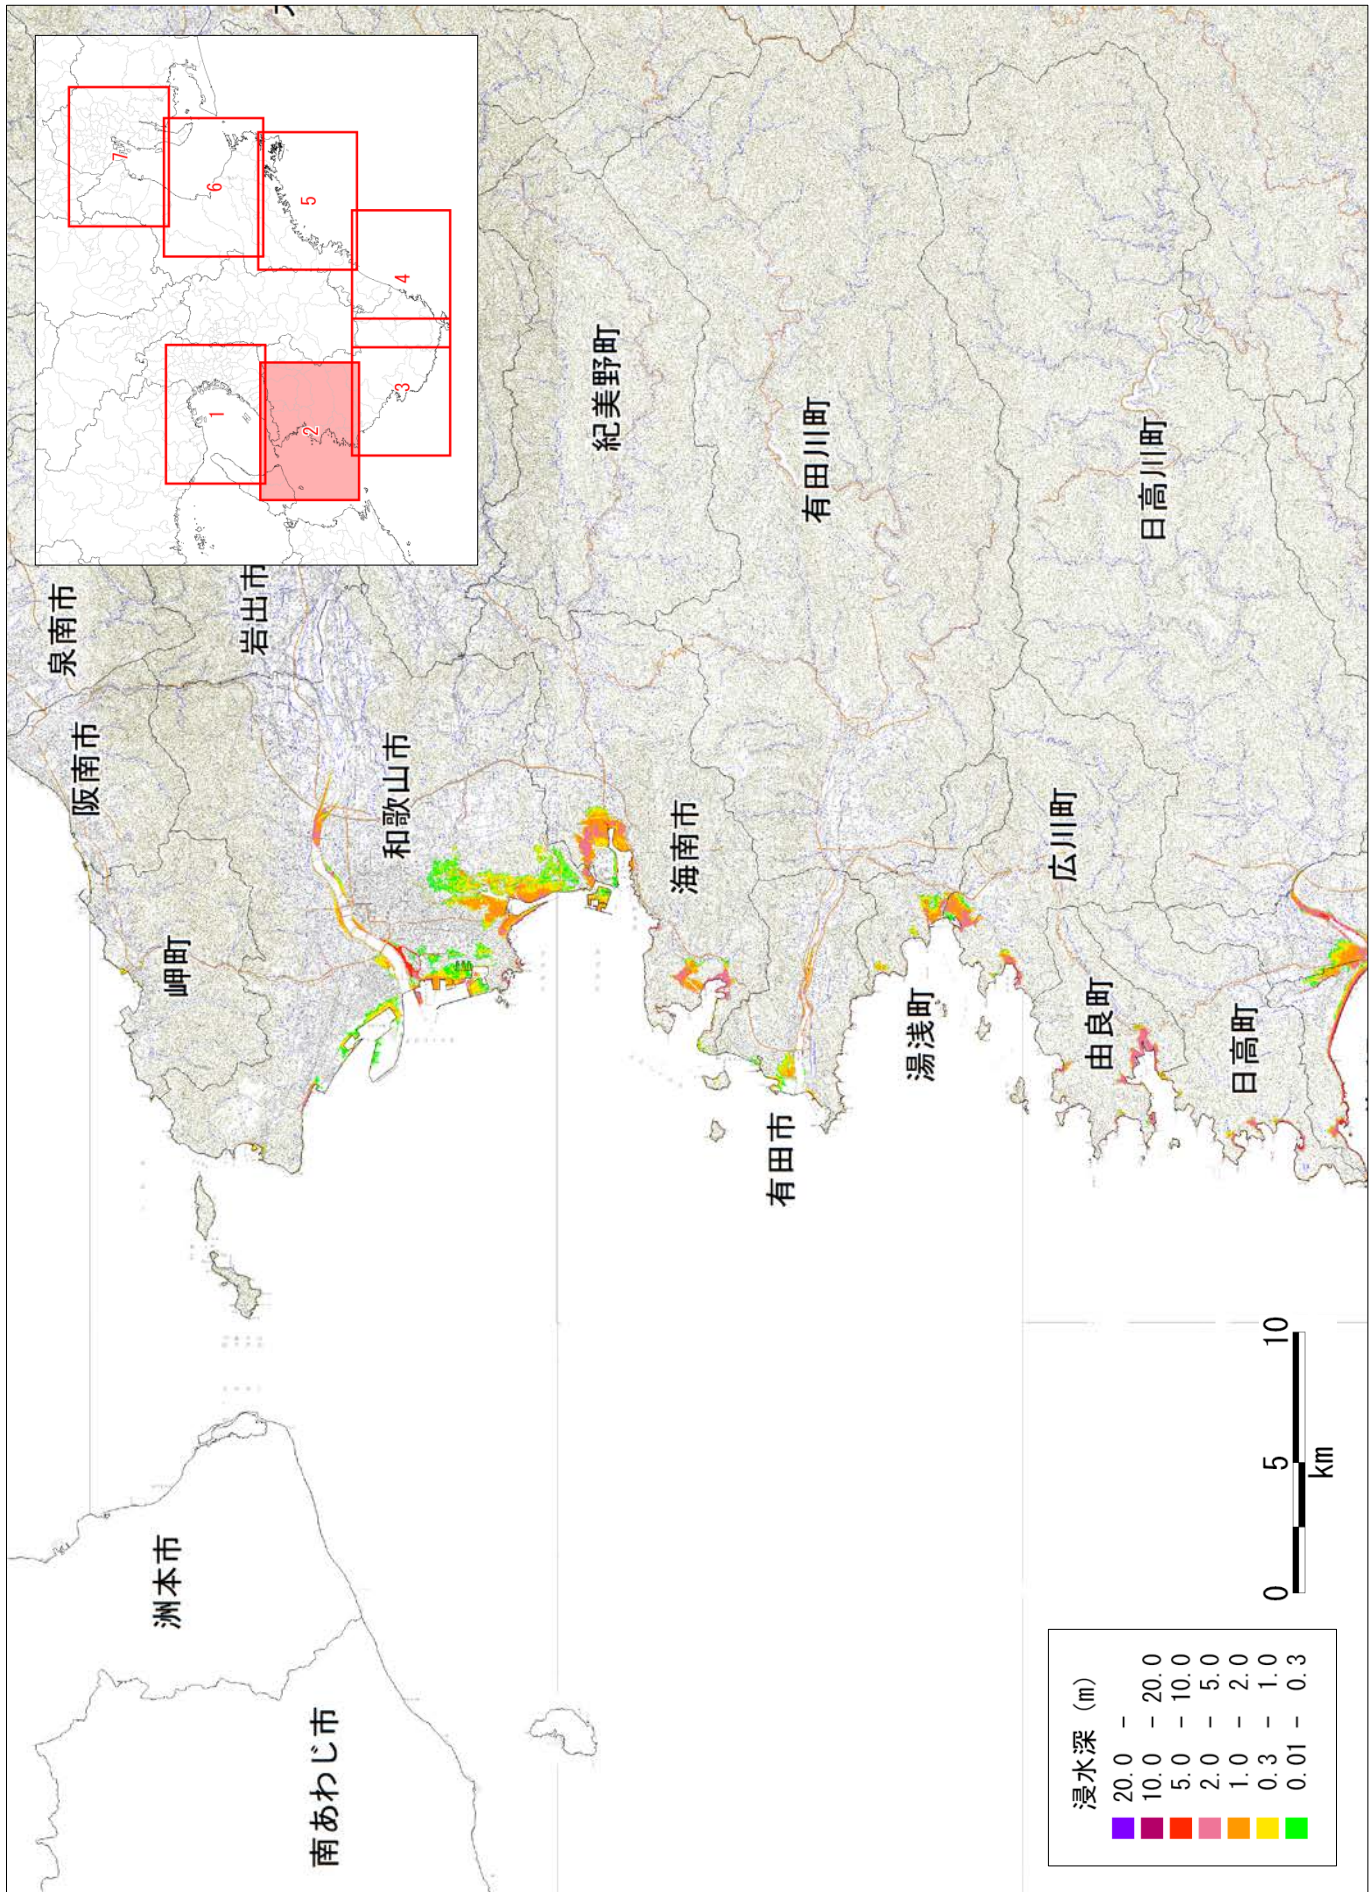 南あわじ市
洲本市
岬町
阪南市
泉南市
岩出市
和歌山市
紀美野町
海南市
有田市
有田川町
湯浅町
広川町
由良町
日高町
日高川町
1
2
3
4
5
6
7
浸水深 (m)
20.0 -
10.0 - 20.0
5.0 - 10.0
2.0 - 5.0
1.0 - 2.0
0.3 - 1.0
0.01 - 0.3
0 5 10
km